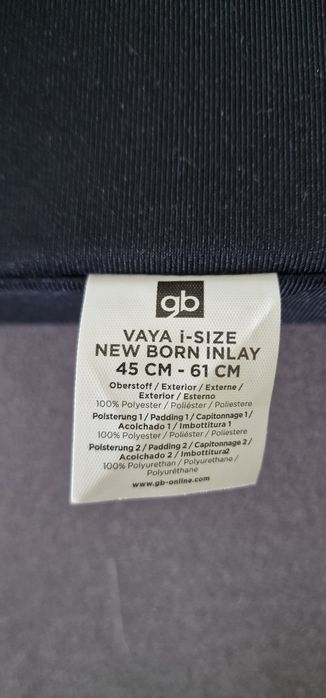 gb
VAYA i-SIZE
NEW BORN INLAY
45 CM - 61 CM
Oberstoff / Exterior / Externe /
Exterior / Esterno
100% Polyester / Poliéster / Poliestere
Polsterung 1 / Padding 1 / Capitonnage 1 /
Acolchado 1 / Imbottitura 1
100% Polyester / Poliéster / Poliestere
Polsterung 2 / Padding 2 / Capitonnage 2 /
Acolchado 2 / Imbottitura2
100% Polyurethan / Polyurethane /
Polyuréthane
www.gb-online.com